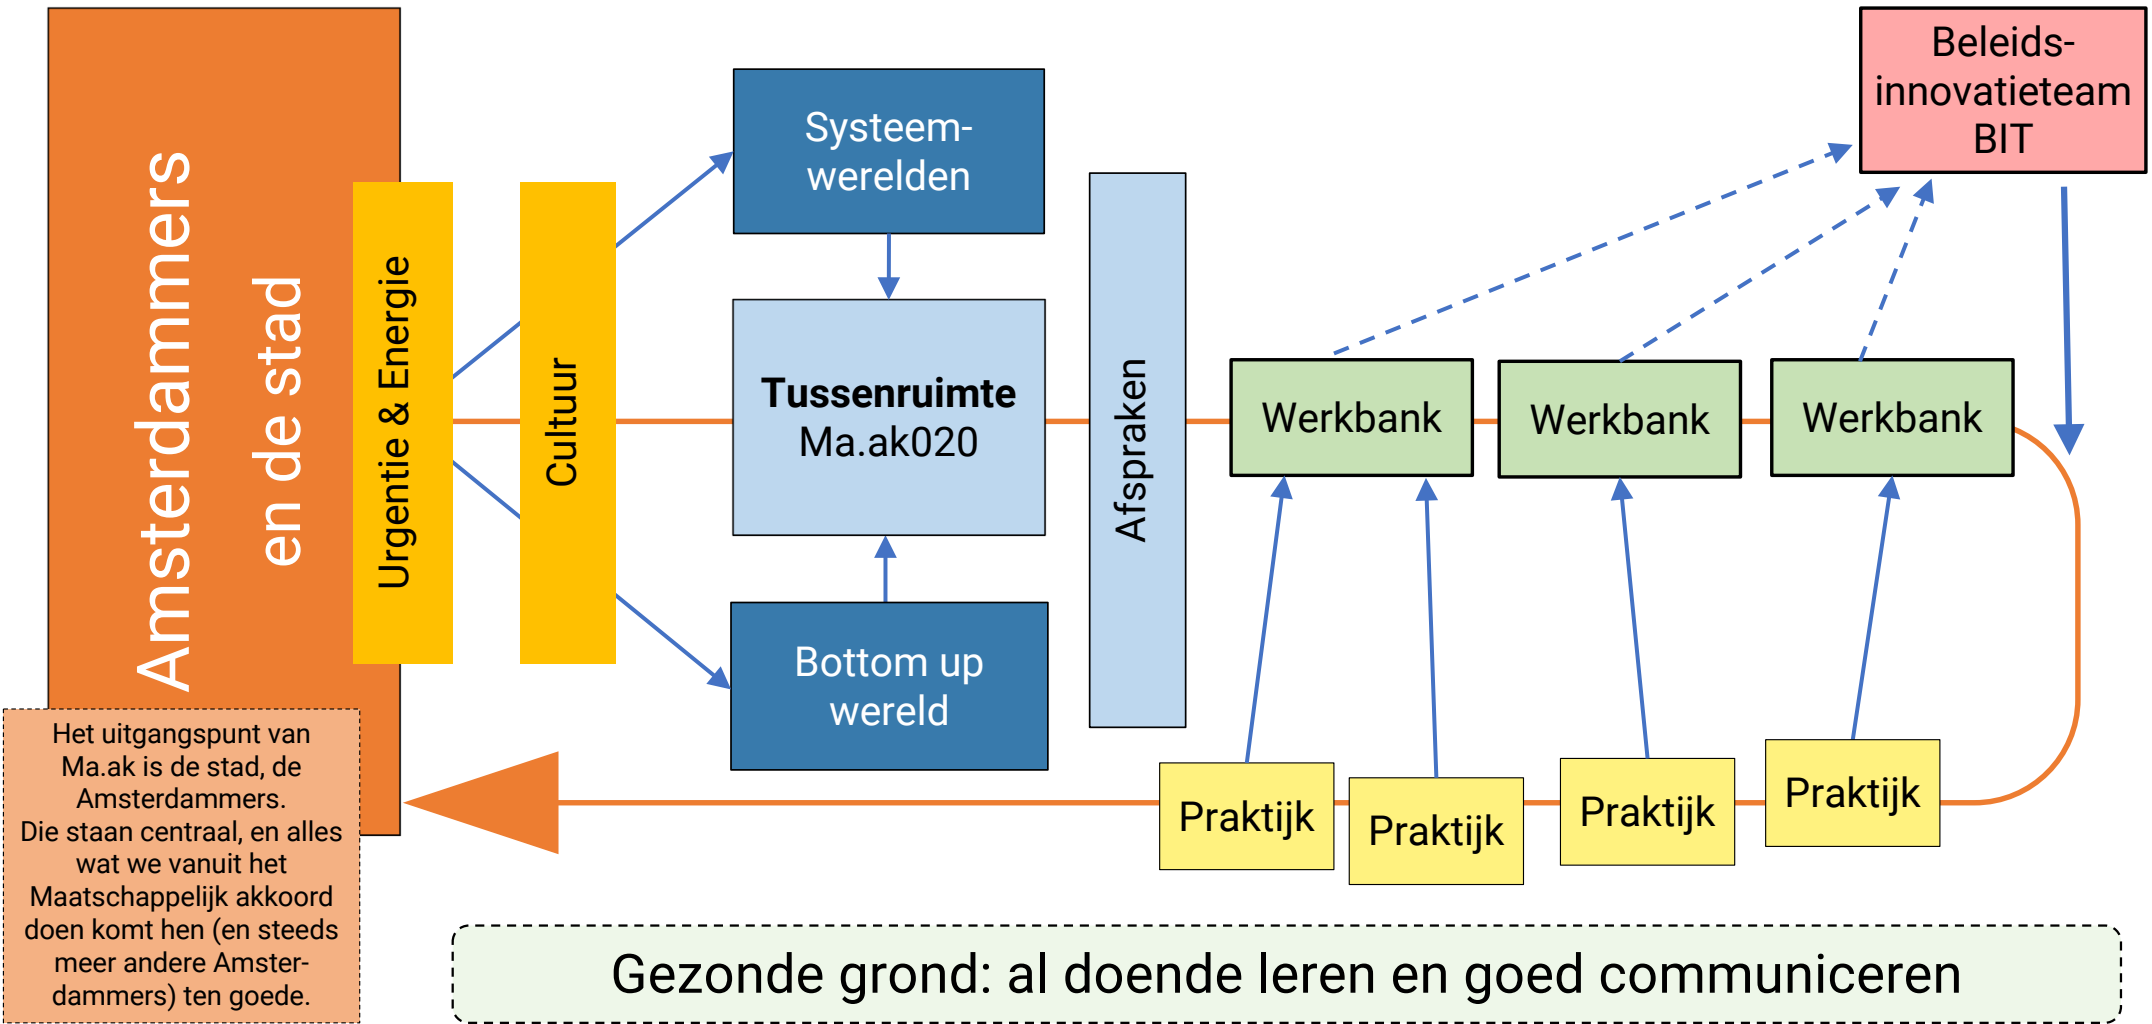 Amsterdammers
en de stad
Urgentie & Energie
Cultuur
Systeem-
werelden
Tussenruimte
Ma.ak020
Bottom up
wereld
Afspraken
Werkbank
Werkbank
Werkbank
Beleids-
innovatieteam
BIT
Praktijk
Praktijk
Praktijk
Praktijk
Het uitgangspunt van
Ma.ak is de stad, de
Amsterdammers.
Die staan centraal, en alles
wat we vanuit het
Maatschappelijk akkoord
doen komt hen (en steeds
meer andere Amster-
dammers) ten goede.
Gezonde grond: al doende leren en goed communiceren